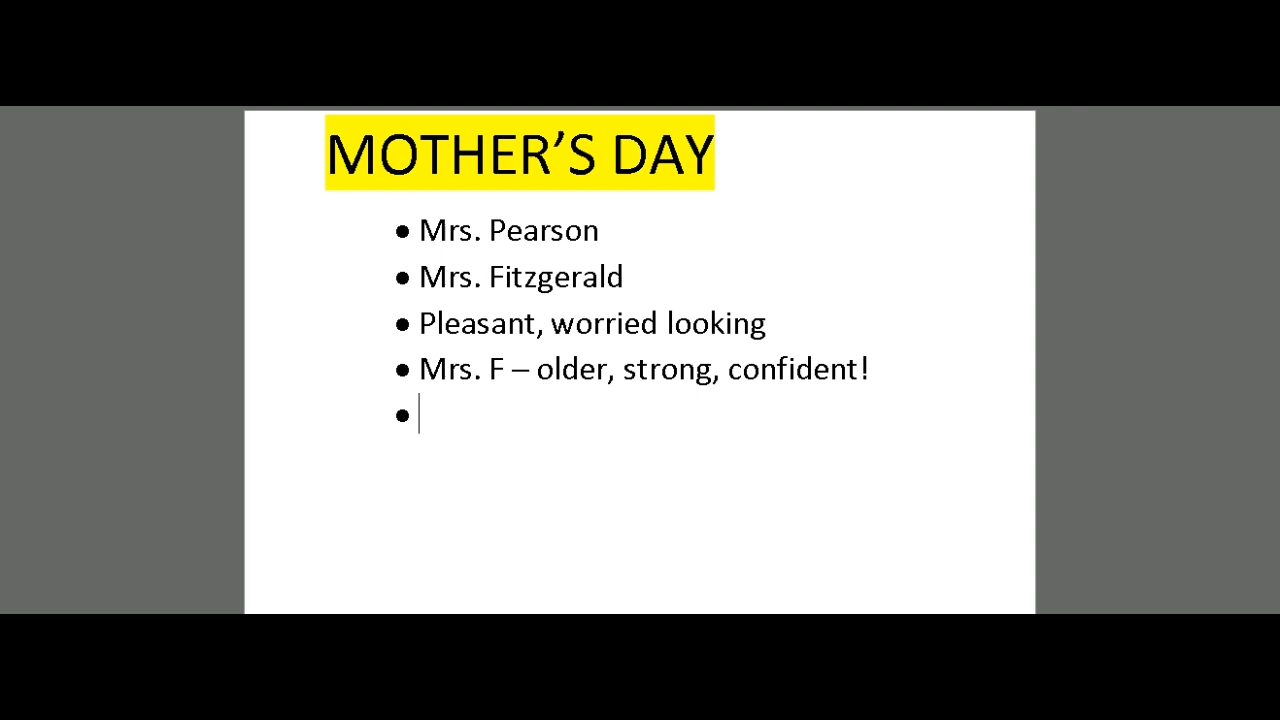 MOTHER’S DAY
• Mrs. Pearson
• Mrs. Fitzgerald
• Pleasant, worried looking
• Mrs. F – older, strong, confident!
•